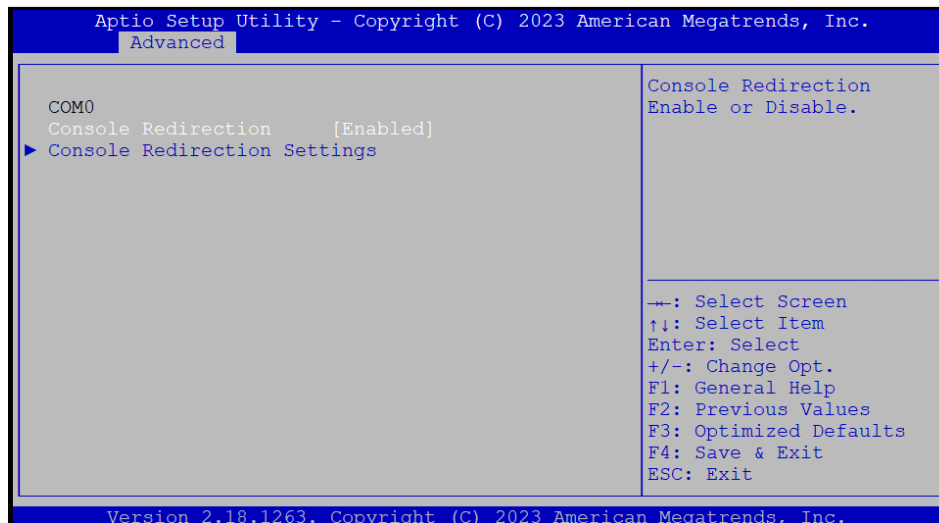 Aptio Setup Utility – Copyright (C) 2023 American Megatrends, Inc.
Advanced
COM0
Console Redirection [Enabled]
► Console Redirection Settings
Console Redirection
Enable or Disable.
→←: Select Screen
↑↓: Select Item
Enter: Select
+/-: Change Opt.
F1: General Help
F2: Previous Values
F3: Optimized Defaults
F4: Save & Exit
ESC: Exit
Version 2.18.1263. Copyright (C) 2023 American Megatrends, Inc.